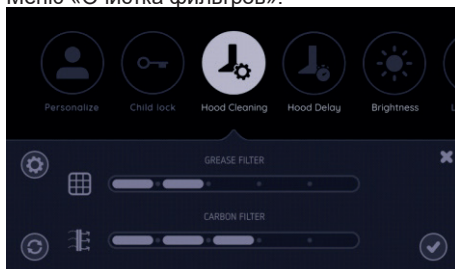 Меню «Очистка фильтров».
Personalize Child lock Hood Cleaning Hood Delay Brightness
GREASE FILTER
CARBON FILTER